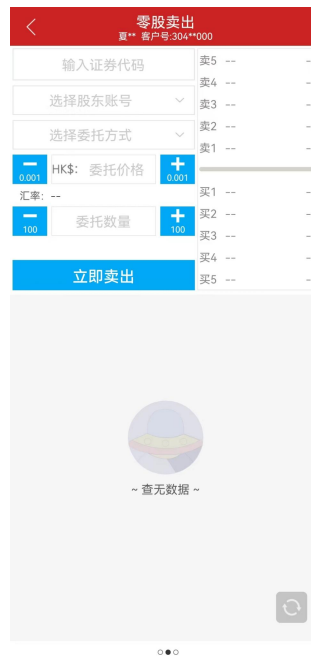 零股卖出
夏** 客户号:304**000
输入证券代码
选择股东账号
选择委托方式
0.001
HK$: 委托价格
0.001
汇率: --
100
委托数量
100
立即卖出
卖5 -- -
卖4 -- -
卖3 -- -
卖2 -- -
卖1 -- -
买1 -- -
买2 -- -
买3 -- -
买4 -- -
买5 -- -
~ 查无数据 ~